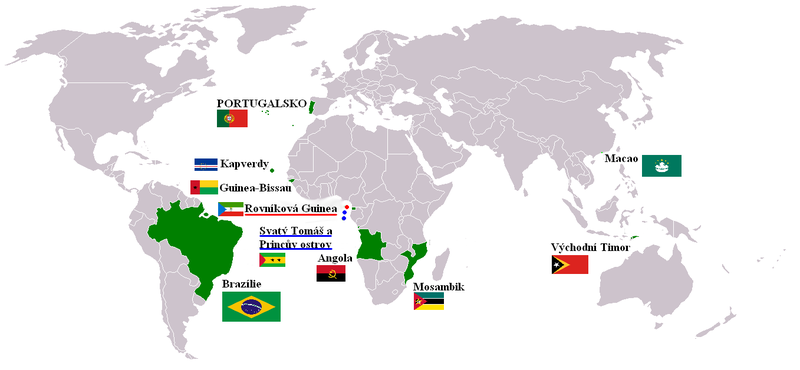 PORTUGALSKO
Kapverdy
Guinea-Bissau
Rovníková Guinea
Svatý Tomáš a
Princův ostrov
Angola
Brazílie
Mosambik
Macao
Východní Timor